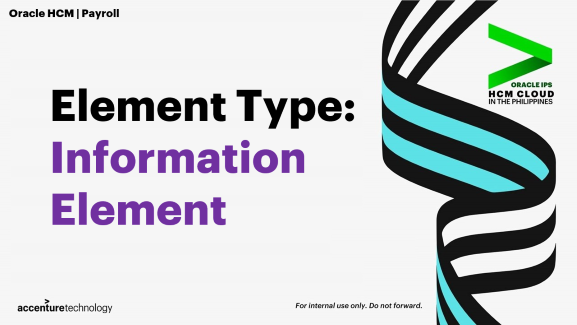 Oracle HCM | Payroll
ORACLE IPS
HCM CLOUD
IN THE PHILIPPINES
Element Type:
Information
Element
accenturetechnology
For internal use only. Do not forward.